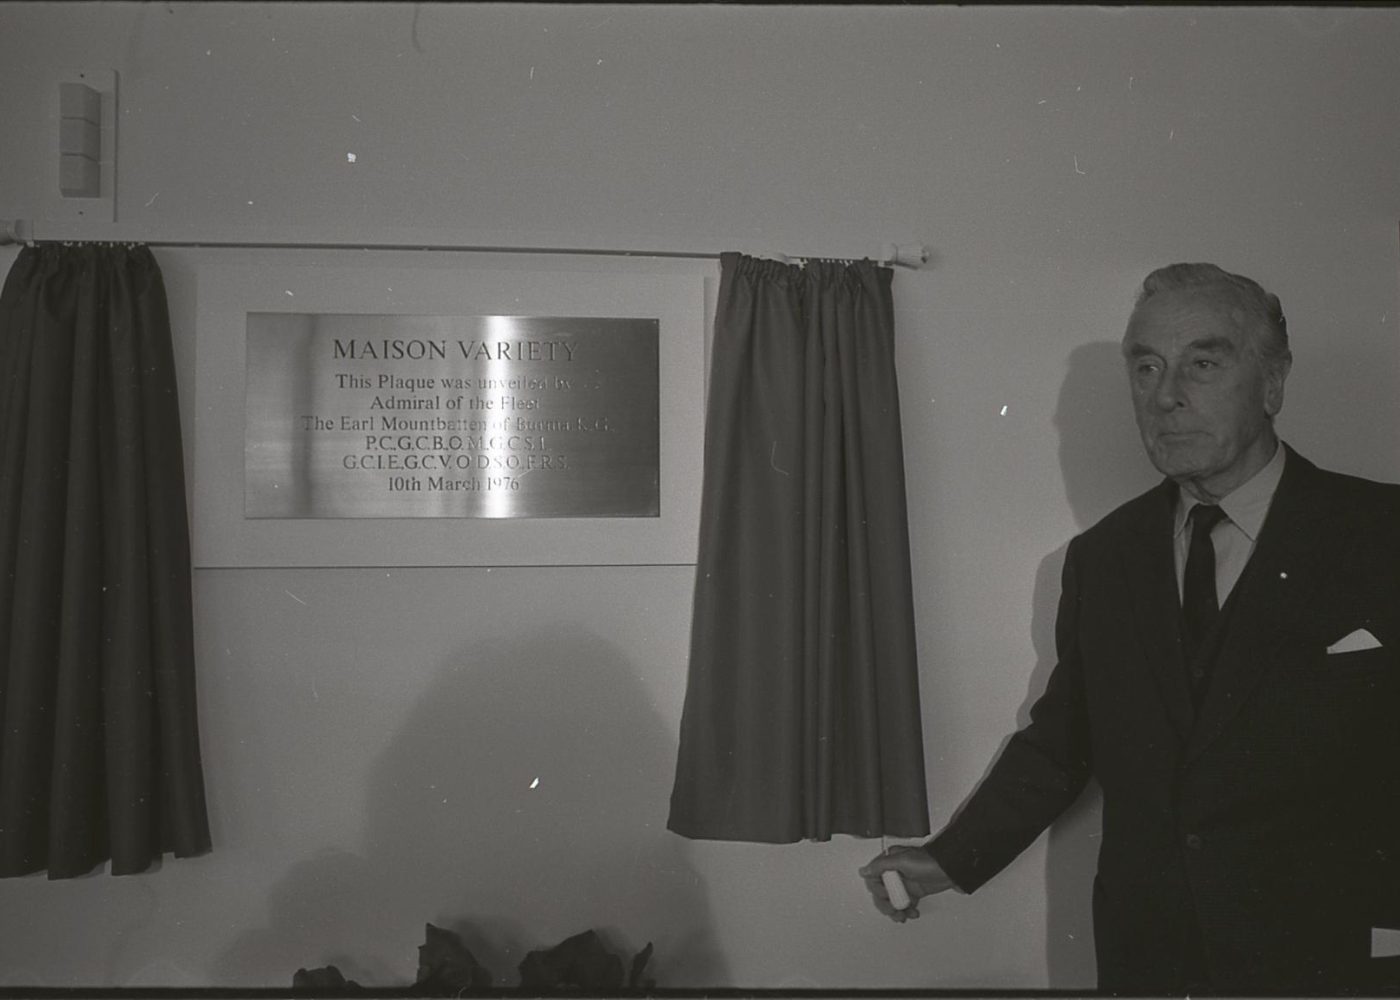 MAISON VARIETY
This Plaque was unveiled by
Admiral of the Fleet
The Earl Mountbatten of Burma K.G.,
P.C.,G.C.B.,O.M.,G.C.S.I.,
G.C.I.E.,G.C.V.O.,D.S.O.,F.R.S.
10th March 1976